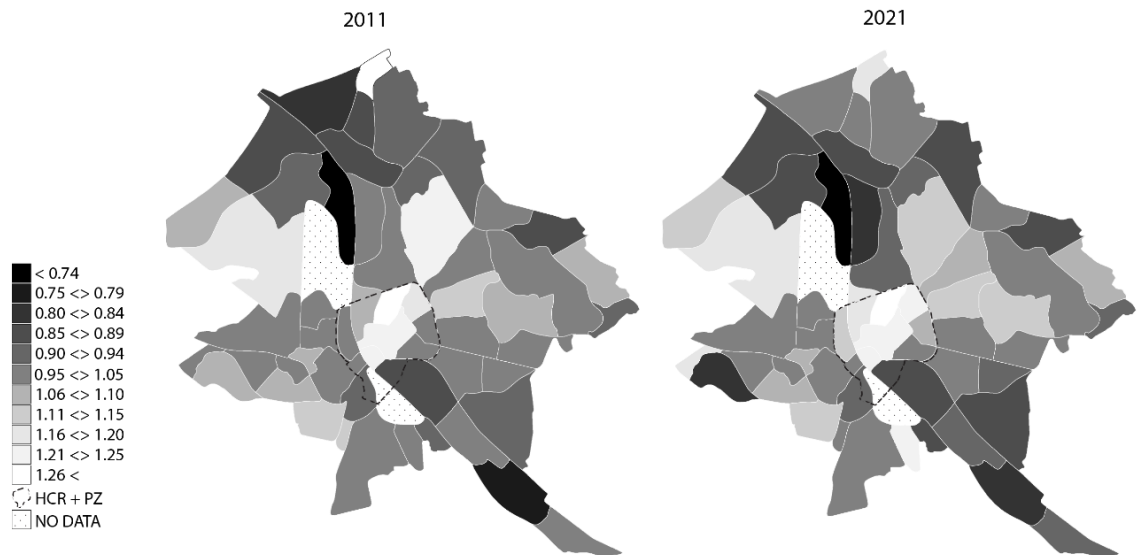 2011
2021
< 0.74
0.75 <> 0.79
0.80 <> 0.84
0.85 <> 0.89
0.90 <> 0.94
0.95 <> 1.05
1.06 <> 1.10
1.11 <> 1.15
1.16 <> 1.20
1.21 <> 1.25
1.26 <
HCR + PZ
NO DATA